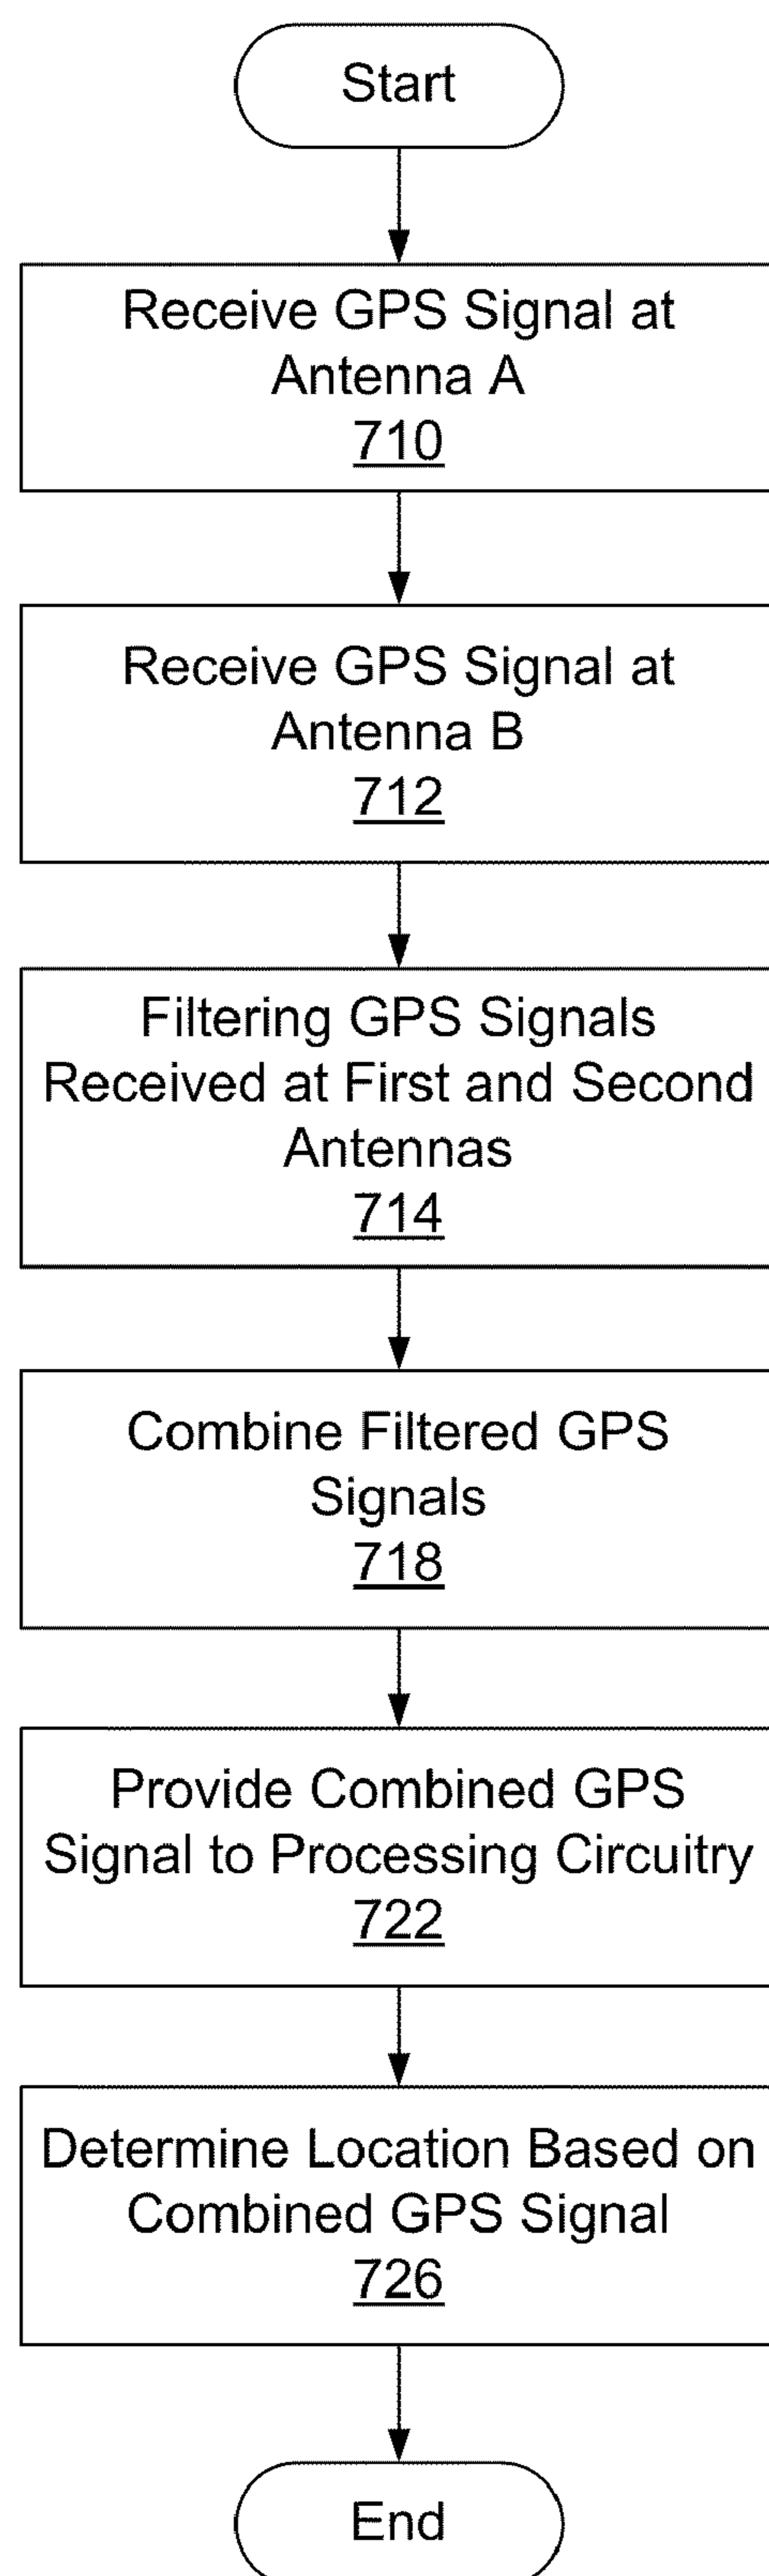 Start
Receive GPS Signal at
Antenna A
710
Receive GPS Signal at
Antenna B
712
Filtering GPS Signals
Received at First and Second
Antennas
714
Combine Filtered GPS
Signals
718
Provide Combined GPS
Signal to Processing Circuitry
722
Determine Location Based on
Combined GPS Signal
726
End